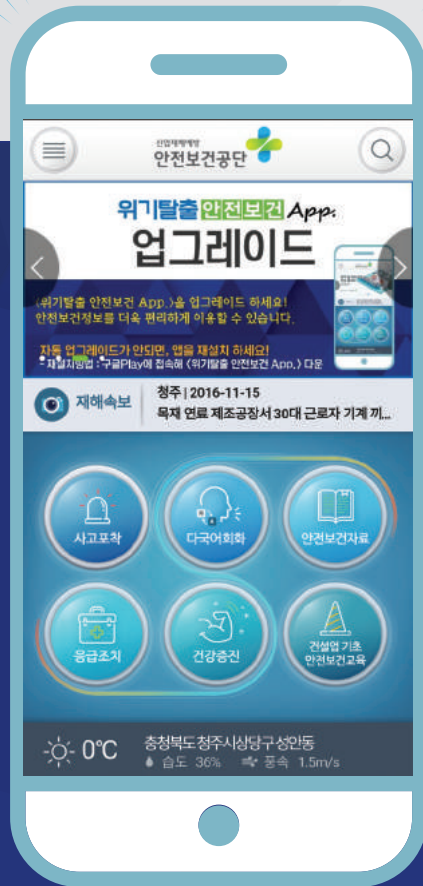 산업재해예방
안전보건공단
위기탈출 안전보건 App.
업그레이드
〈위기탈출 안전보건 App.〉을 업그레이드 하세요!
안전보건정보를 더욱 편리하게 이용할 수 있습니다.
자동 업그레이드가 안되면, 앱을 재설치 하세요!
- 재설치방법 : 구글Play에 접속해 〈위기탈출 안전보건 App.〉 다운
재해속보
청주 | 2016-11-15
목재 연료 제조공장서 30대 근로자 기계 끼...
사고포착
다국어회화
안전보건자료
응급조치
건강증진
건설업 기초
안전보건교육
0℃
충청북도 청주시상당구 성안동
습도 36% 풍속 1.5m/s